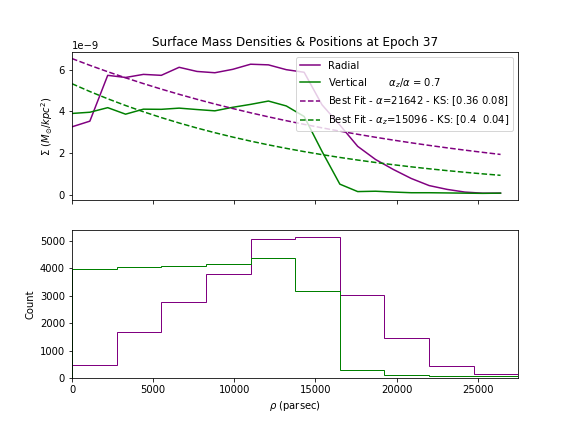 Surface Mass Densities & Positions at Epoch 37
1e−9
6
4
2
0
Σ (M⊙/kpc²)
Radial
Vertical αz/α = 0.7
Best Fit - α=21642 - KS: [0.36 0.08]
Best Fit - αz=15096 - KS: [0.4 0.04]
5000
4000
3000
2000
1000
0
Count
0 5000 10000 15000 20000 25000
ρ (parsec)